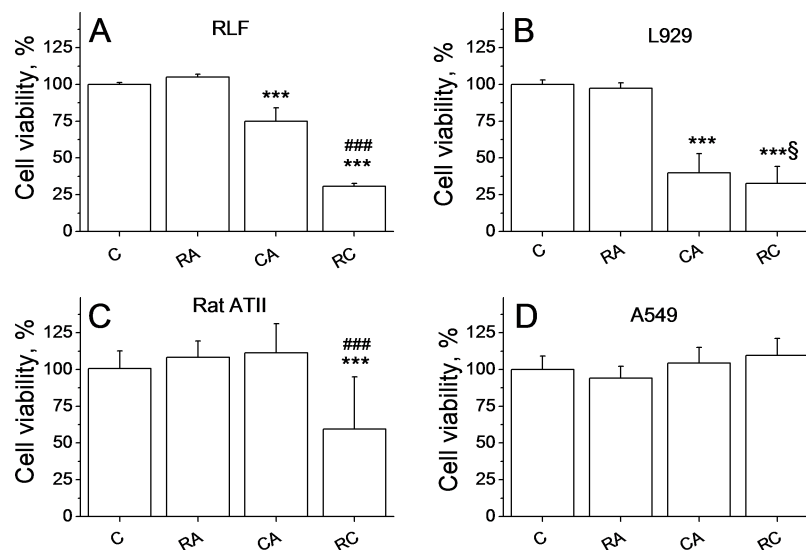 A
RLF
Cell viability, %
125
100
75
50
25
0
***
###
***
C
RA
CA
RC
B
L929
Cell viability, %
125
100
75
50
25
0
***
***§
C
RA
CA
RC
C
Rat ATII
Cell viability, %
125
100
75
50
25
0
###
***
C
RA
CA
RC
D
A549
Cell viability, %
125
100
75
50
25
0
C
RA
CA
RC